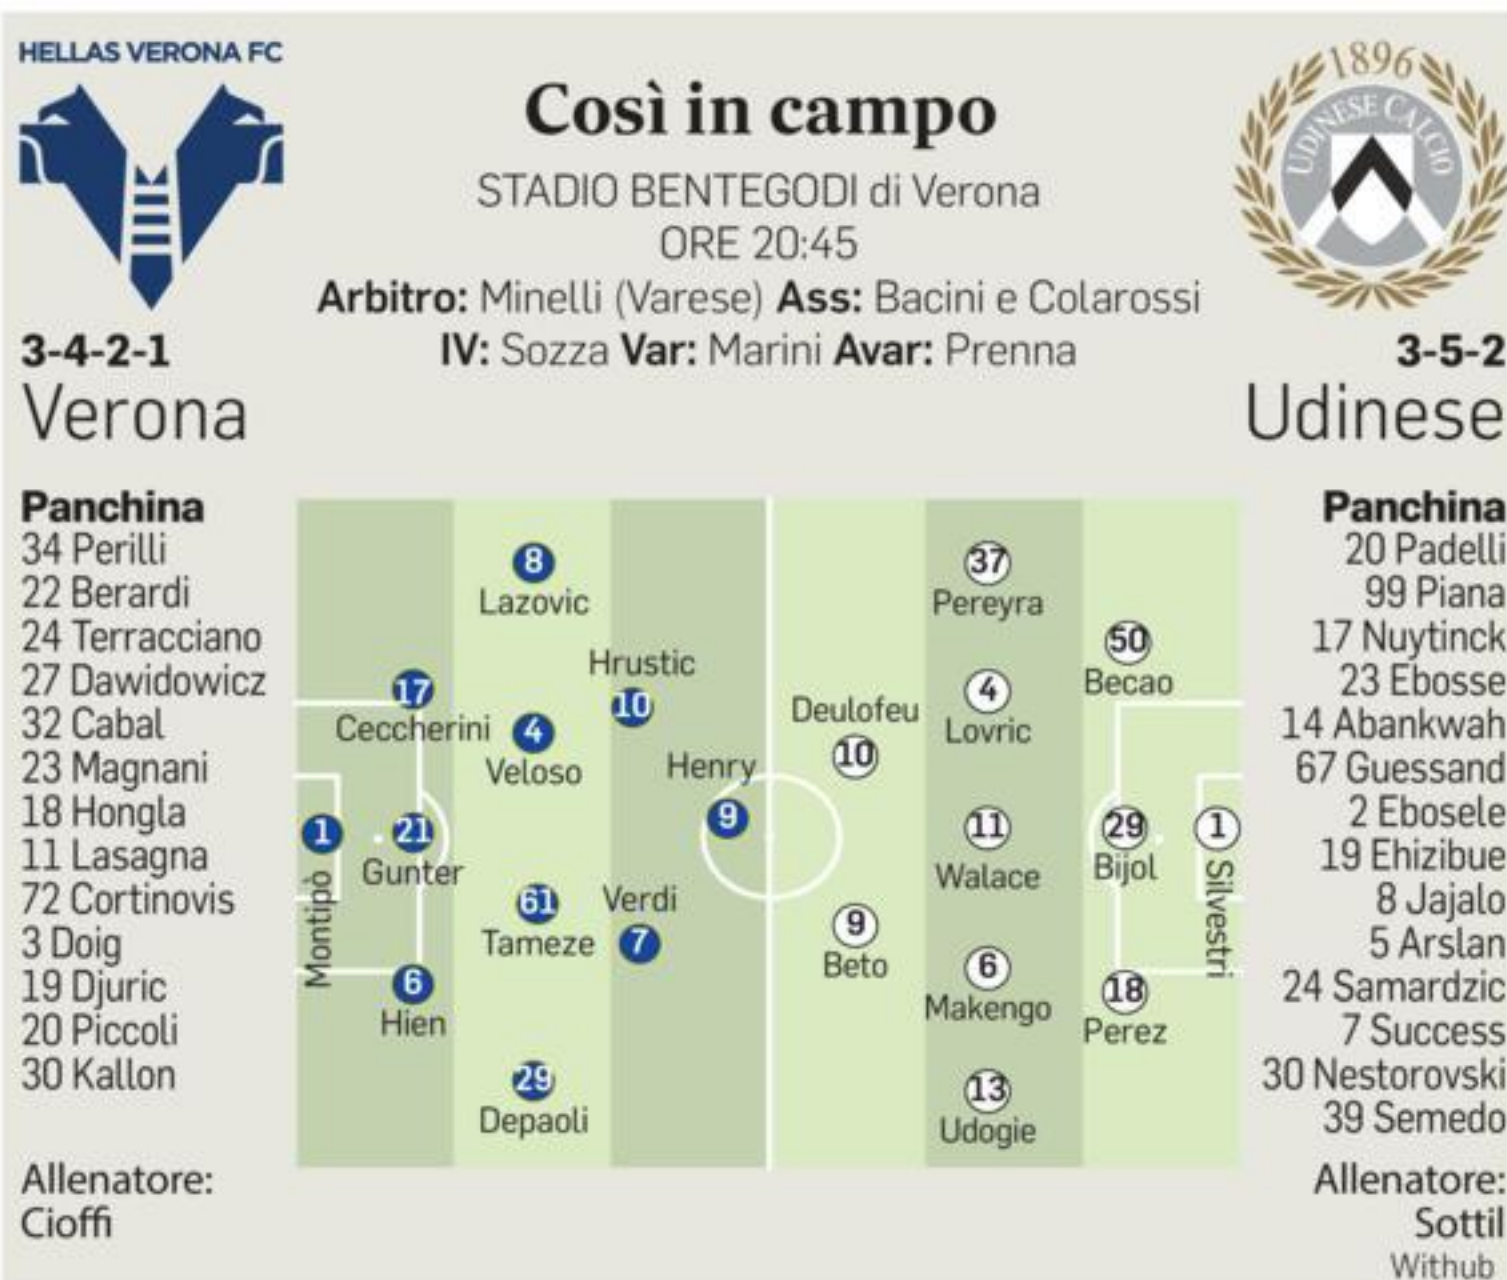 HELLAS VERONA FC
1896
UDINESE CALCIO
Così in campo
STADIO BENTEGODI di Verona
ORE 20:45
Arbitro: Minelli (Varese) Ass: Bacini e Colarossi
IV: Sozza Var: Marini Avar: Prenna
3-4-2-1
Verona
3-5-2
Udinese
Panchina
34 Perilli
22 Berardi
24 Terracciano
27 Dawidowicz
32 Cabal
23 Magnani
18 Hongla
11 Lasagna
72 Cortinovis
3 Doig
19 Djuric
20 Piccoli
30 Kallon
Allenatore:
Cioffi
1
Montipò
17
Ceccherini
21
Gunter
6
Hien
8
Lazovic
4
Veloso
61
Tameze
29
Depaoli
Hrustic
10
Verdi
7
Henry
9
Deulofeu
10
9
Beto
37
Pereyra
4
Lovric
11
Walace
6
Makengo
13
Udogie
50
Becao
29
Bijol
18
Perez
1
Silvestri
Panchina
20 Padelli
99 Piana
17 Nuytinck
23 Ebosse
14 Abankwah
67 Guessand
2 Ebosele
19 Ehizibue
8 Jajalo
5 Arslan
24 Samardzic
7 Success
30 Nestorovski
39 Semedo
Allenatore:
Sottil
Withub